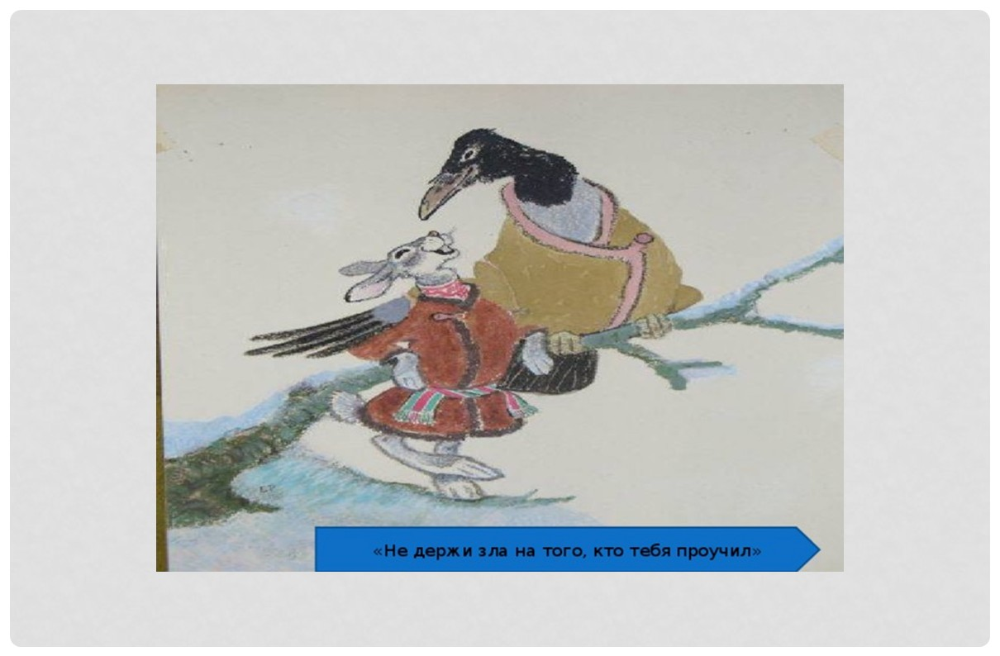 «Не держи зла на того, кто тебя проучил»